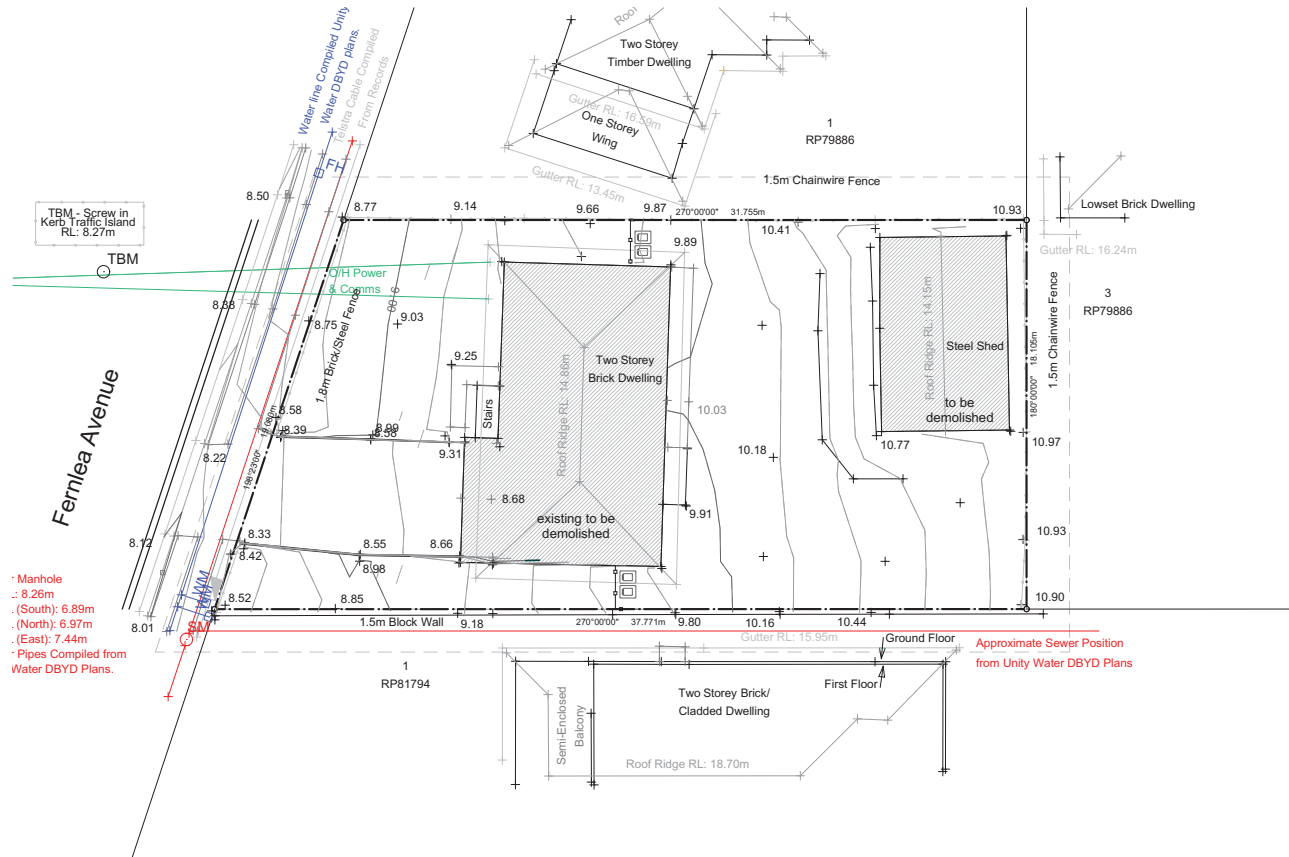 Roof
Two Storey
Timber Dwelling
Water line Compiled Unity
Water DBYD plans.
Telstra Cable Compiled
From Records
Gutter RL: 16.59m
One Storey
Wing
Gutter RL: 13.45m
1
RP79886
1.5m Chainwire Fence
Lowset Brick Dwelling
Gutter RL: 16.24m
3
RP79886
1.5m Chainwire Fence
TBM - Screw in
Kerb Traffic Island
RL: 8.27m
TBM
8.50
8.77
9.14
9.66
9.87
270°00'00" 31.755m
10.41
10.93
9.89
O/H Power
& Comms
9.00
8.38
8.75
9.03
1.8m Brick/Steel Fence
9.25
Stairs
Roof Ridge RL: 14.86m
Two Storey
Brick Dwelling
Roof Ridge RL: 14.15m
Steel Shed
to be
demolished
180°00'00" 18.105m
Fernlea Avenue
8.58
8.39
8.99
8.58
9.31
19.080m
198°23'00"
8.22
10.03
10.18
10.77
10.97
8.68
9.91
existing to be
demolished
8.12
8.33
8.42
8.55
8.98
8.66
10.93
8.52
8.85
1.5m Block Wall
9.18
270°00'00" 37.771m
9.80
10.16
10.44
10.90
8.01
WM
SM
r Manhole
L: 8.26m
. (South): 6.89m
. (North): 6.97m
. (East): 7.44m
r Pipes Compiled from
Water DBYD Plans.
Gutter RL: 15.95m
Ground Floor
First Floor
Approximate Sewer Position
from Unity Water DBYD Plans
1
RP81794
Semi-Enclosed
Balcony
Two Storey Brick/
Cladded Dwelling
Roof Ridge RL: 18.70m